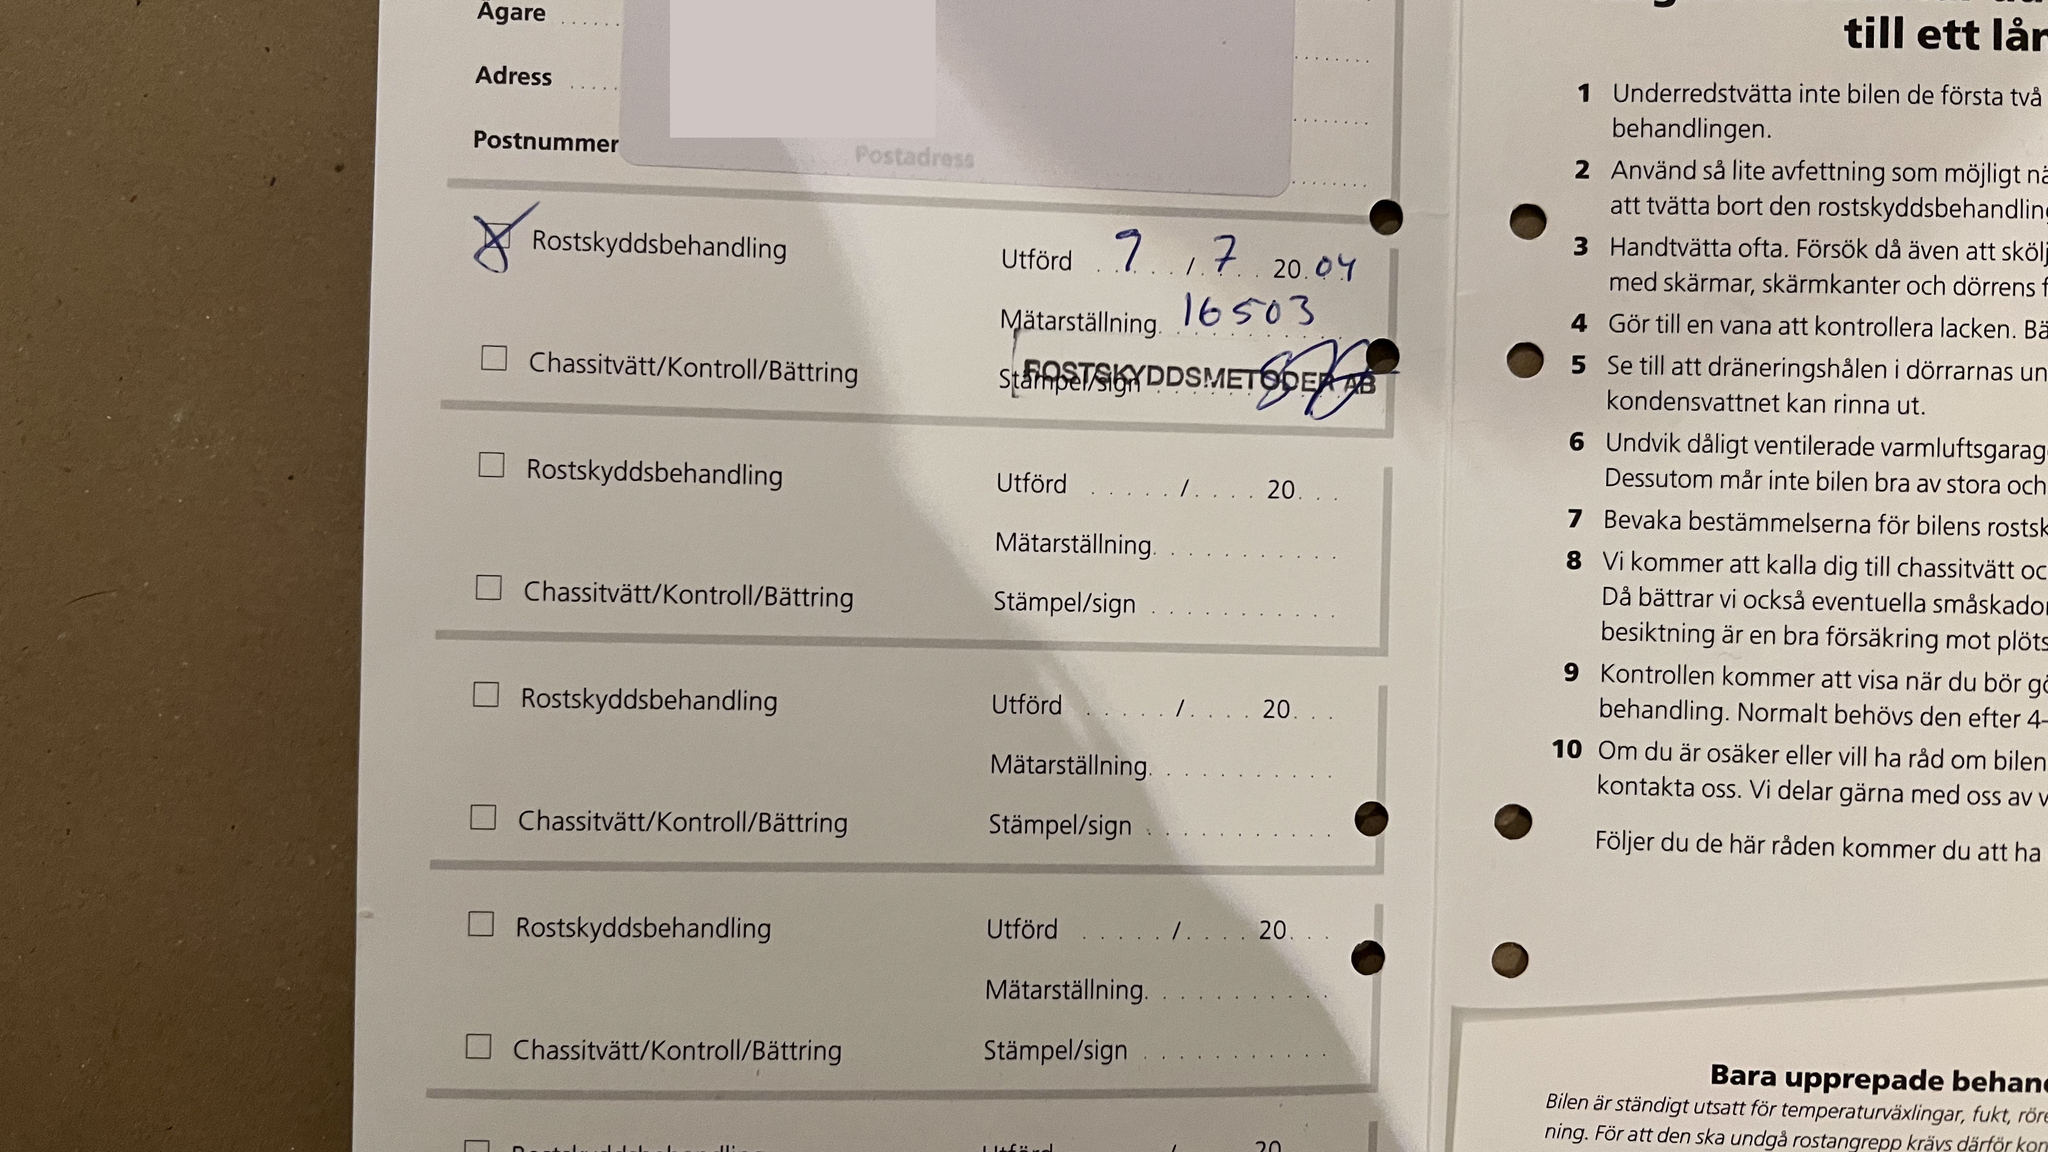 Ägare
Adress
Postnummer
Postadress
Rostskyddsbehandling
Utförd 9 / 7 20 04
Mätarställning 16503
Chassitvätt/Kontroll/Bättring
Stämpel/sign ROSTSKYDDSMETODER AB
Rostskyddsbehandling
Utförd / 20
Mätarställning
Chassitvätt/Kontroll/Bättring
Stämpel/sign
Rostskyddsbehandling
Utförd / 20
Mätarställning
Chassitvätt/Kontroll/Bättring
Stämpel/sign
Rostskyddsbehandling
Utförd / 20
Mätarställning
Chassitvätt/Kontroll/Bättring
Stämpel/sign
Rostskyddsbehandling
Utförd / 20
till ett lån
1 Underredstvätta inte bilen de första två
behandlingen.
2 Använd så lite avfettning som möjligt nä
att tvätta bort den rostskyddsbehandling
3 Handtvätta ofta. Försök då även att skölj
med skärmar, skärmkanter och dörrens f
4 Gör till en vana att kontrollera lacken. Bä
5 Se till att dräneringshålen i dörrarnas un
kondensvattnet kan rinna ut.
6 Undvik dåligt ventilerade varmluftsgarage
Dessutom mår inte bilen bra av stora och
7 Bevaka bestämmelserna för bilens rostsk
8 Vi kommer att kalla dig till chassitvätt oc
Då bättrar vi också eventuella småskador
besiktning är en bra försäkring mot plöts
9 Kontrollen kommer att visa när du bör gö
behandling. Normalt behövs den efter 4–
10 Om du är osäker eller vill ha råd om bilen
kontakta oss. Vi delar gärna med oss av v
Följer du de här råden kommer du att ha
Bara upprepade behand
Bilen är ständigt utsatt för temperaturväxlingar, fukt, röre
ning. För att den ska undgå rostangrepp krävs därför kon